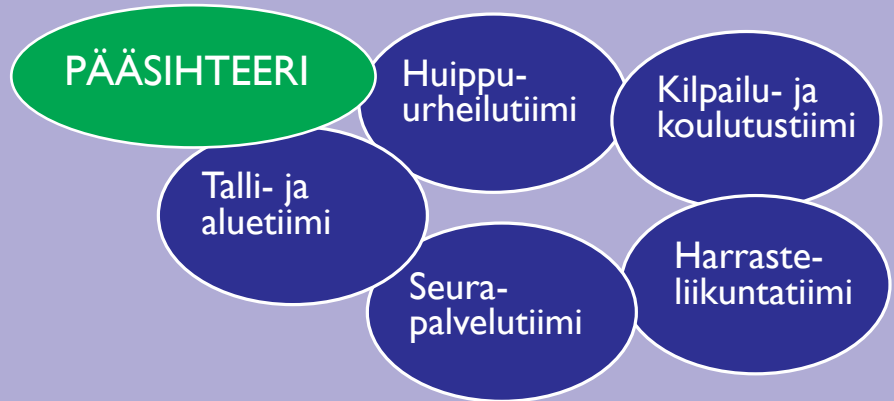 PÄÄSIHTEERI
Huippu-
urheilutiimi
Kilpailu- ja
koulutustiimi
Talli- ja
aluetiimi
Seura-
palvelutiimi
Harraste-
liikuntatiimi